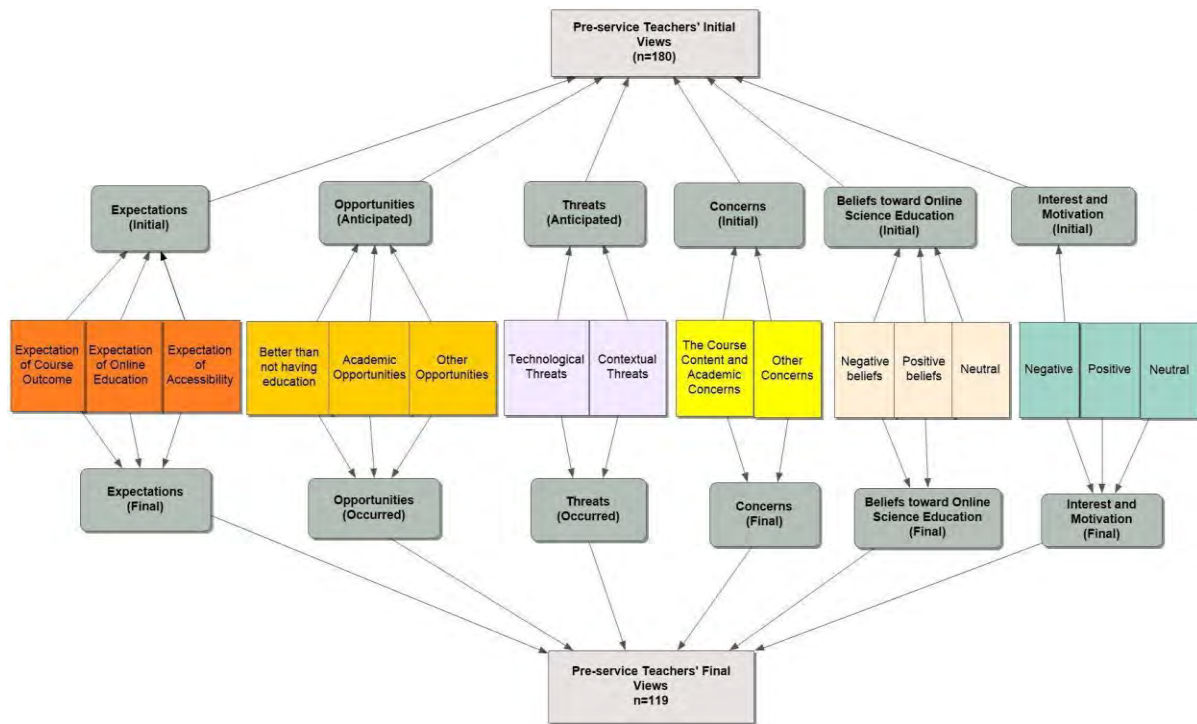 Pre-service Teachers' Initial
Views
(n=180)
Expectations
(Initial)
Opportunities
(Anticipated)
Threats
(Anticipated)
Concerns
(Initial)
Beliefs toward Online
Science Education
(Initial)
Interest and
Motivation
(Initial)
Expectation
of Course
Outcome
Expectation
of Online
Education
Expectation
of
Accessibility
Better than
not having
education
Academic
Opportunities
Other
Opportunities
Technological
Threats
Contextual
Threats
The Course
Content and
Academic
Concerns
Other
Concerns
Negative
beliefs
Positive
beliefs
Neutral
Negative
Positive
Neutral
Expectations
(Final)
Opportunities
(Occurred)
Threats
(Occurred)
Concerns
(Final)
Beliefs toward Online
Science Education
(Final)
Interest and
Motivation
(Final)
Pre-service Teachers' Final
Views
n=119